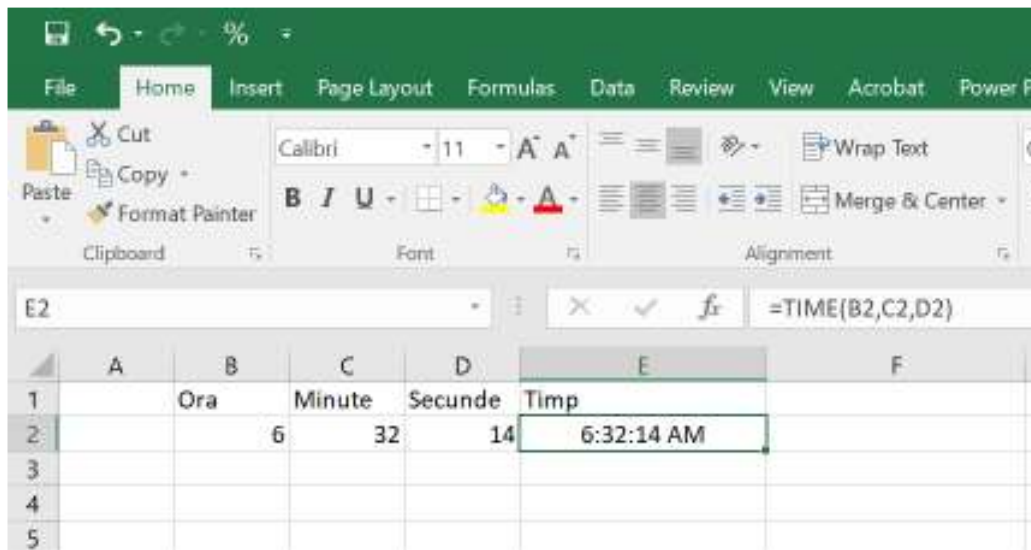 %
File Home Insert Page Layout Formulas Data Review View Acrobat Power P
Paste
Cut
Copy
Format Painter
Clipboard
Calibri 11 A A
B I U A
Font
Wrap Text
Merge & Center
Alignment
E2 fx =TIME(B2,C2,D2)
A B C D E F
1 Ora Minute Secunde Timp
2 6 32 14 6:32:14 AM
3
4
5